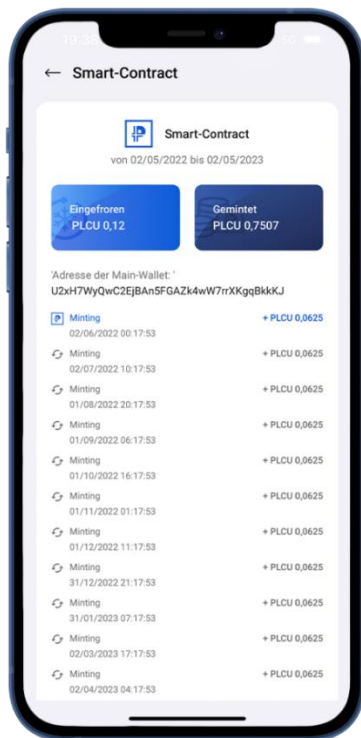 19:38
← Smart-Contract
Smart-Contract
von 02/05/2022 bis 02/05/2023
Eingefroren
PLCU 0,12
Gemintet
PLCU 0,7507
'Adresse der Main-Wallet: '
U2xH7WyQwC2EjBAn5FGAZk4wW7rrXKgqBkkKJ
Minting + PLCU 0,0625
02/06/2022 00:17:53
Minting + PLCU 0,0625
02/07/2022 10:17:53
Minting + PLCU 0,0625
01/08/2022 20:17:53
Minting + PLCU 0,0625
01/09/2022 06:17:53
Minting + PLCU 0,0625
01/10/2022 16:17:53
Minting + PLCU 0,0625
01/11/2022 01:17:53
Minting + PLCU 0,0625
01/12/2022 11:17:53
Minting + PLCU 0,0625
31/12/2022 21:17:53
Minting + PLCU 0,0625
31/01/2023 07:17:53
Minting + PLCU 0,0625
02/03/2023 17:17:53
Minting + PLCU 0,0625
02/04/2023 04:17:53